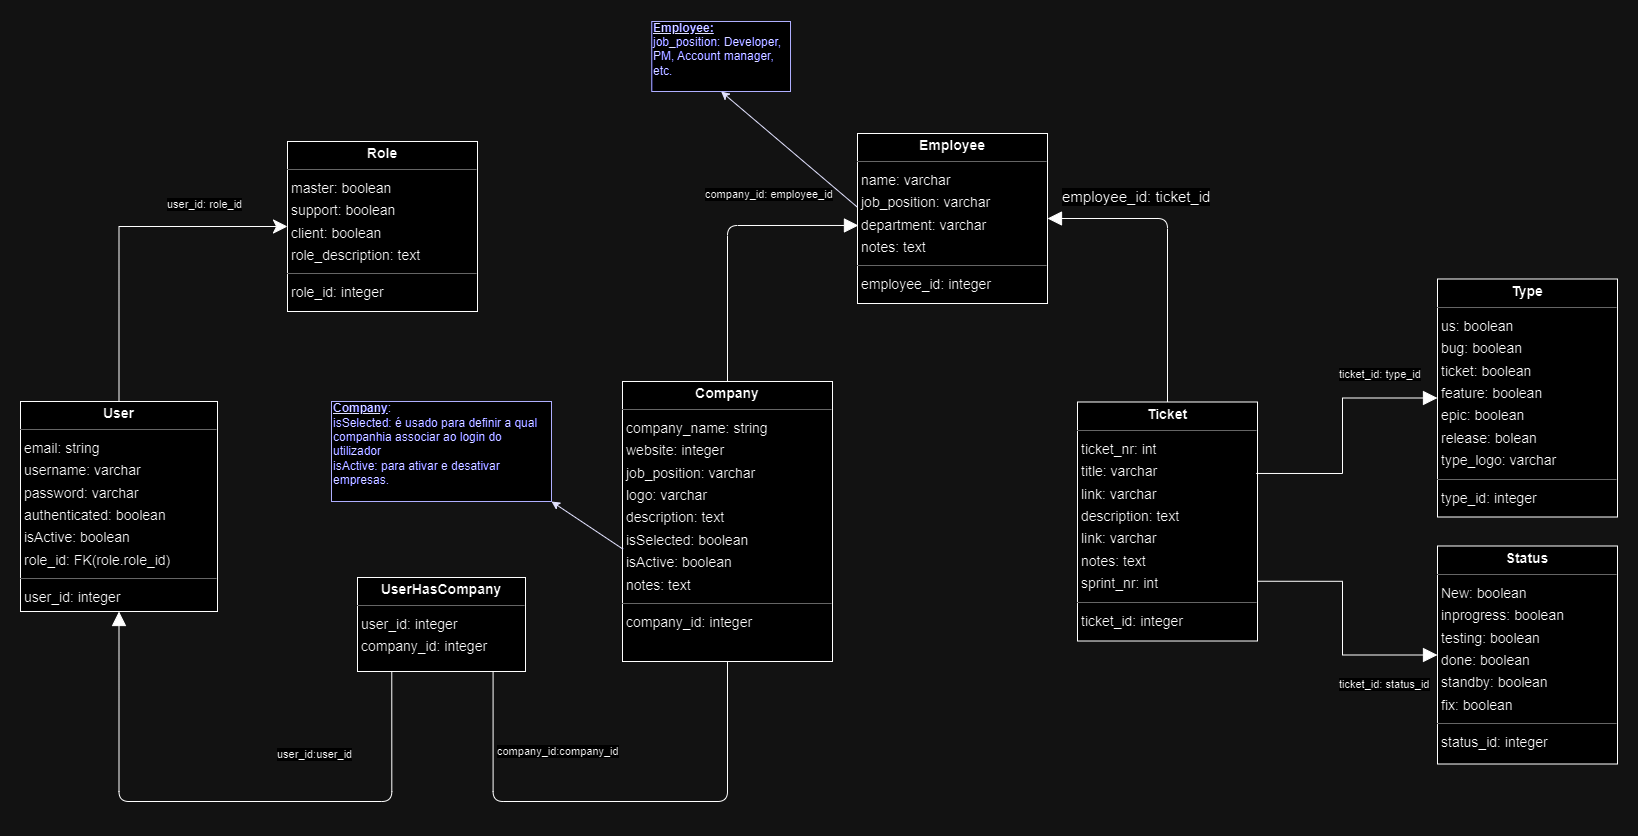 Employee:
job_position: Developer,
PM, Account manager,
etc.
Role
master: boolean
support: boolean
client: boolean
role_description: text
role_id: integer
user_id: role_id
Employee
name: varchar
job_position: varchar
department: varchar
notes: text
employee_id: integer
company_id: employee_id
employee_id: ticket_id
Type
us: boolean
bug: boolean
ticket: boolean
feature: boolean
epic: boolean
release: bolean
type_logo: varchar
type_id: integer
ticket_id: type_id
User
email: string
username: varchar
password: varchar
authenticated: boolean
isActive: boolean
role_id: FK(role.role_id)
user_id: integer
Company:
isSelected: é usado para definir a qual
companhia associar ao login do
utilizador
isActive: para ativar e desativar
empresas.
Company
company_name: string
website: integer
job_position: varchar
logo: varchar
description: text
isSelected: boolean
isActive: boolean
notes: text
company_id: integer
Ticket
ticket_nr: int
title: varchar
link: varchar
description: text
link: varchar
notes: text
sprint_nr: int
ticket_id: integer
Status
New: boolean
inprogress: boolean
testing: boolean
done: boolean
standby: boolean
fix: boolean
status_id: integer
ticket_id: status_id
UserHasCompany
user_id: integer
company_id: integer
user_id:user_id
company_id:company_id